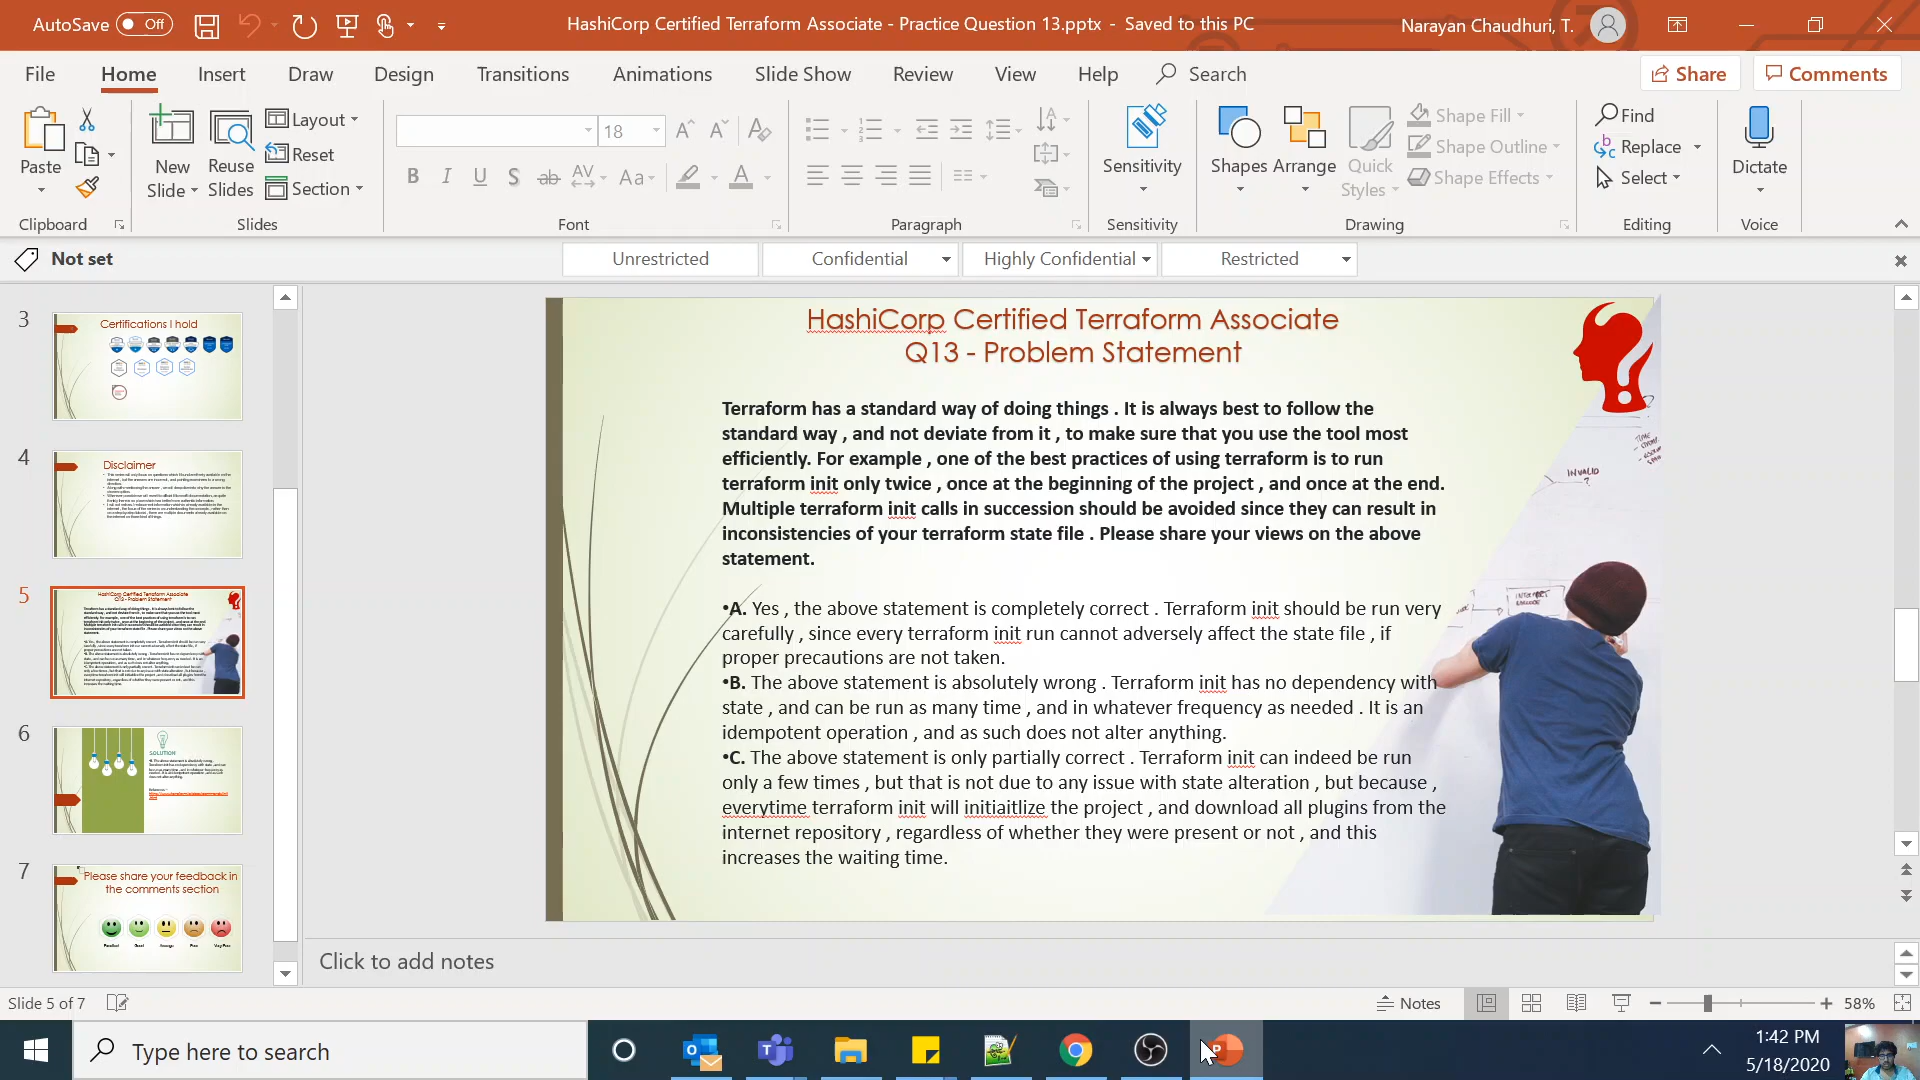 AutoSave Off
HashiCorp Certified Terraform Associate - Practice Question 13.pptx - Saved to this PC
Narayan Chaudhuri, T.
File Home Insert Draw Design Transitions Animations Slide Show Review View Help Search
Share Comments
Paste
New Slide
Reuse Slides
Layout
Reset
Section
18
Sensitivity
Shapes
Arrange
Quick Styles
Shape Fill
Shape Outline
Shape Effects
Find
Replace
Select
Dictate
Clipboard Slides Font Paragraph Sensitivity Drawing Editing Voice
Not set
Unrestricted Confidential Highly Confidential Restricted
3
Certifications I hold
4
Disclaimer
5
HashiCorp Certified Terraform Associate
Q13 - Problem Statement
6
SOLUTION
7
Please share your feedback in
the comments section
HashiCorp Certified Terraform Associate
Q13 - Problem Statement
Terraform has a standard way of doing things . It is always best to follow the
standard way , and not deviate from it , to make sure that you use the tool most
efficiently. For example , one of the best practices of using terraform is to run
terraform init only twice , once at the beginning of the project , and once at the end.
Multiple terraform init calls in succession should be avoided since they can result in
inconsistencies of your terraform state file . Please share your views on the above
statement.
•A. Yes , the above statement is completely correct . Terraform init should be run very
carefully , since every terraform init run cannot adversely affect the state file , if
proper precautions are not taken.
•B. The above statement is absolutely wrong . Terraform init has no dependency with
state , and can be run as many time , and in whatever frequency as needed . It is an
idempotent operation , and as such does not alter anything.
•C. The above statement is only partially correct . Terraform init can indeed be run
only a few times , but that is not due to any issue with state alteration , but because ,
everytime terraform init will initiaitlize the project , and download all plugins from the
internet repository , regardless of whether they were present or not , and this
increases the waiting time.
INVALID
?
Click to add notes
Slide 5 of 7
Notes
58%
Type here to search
1:42 PM
5/18/2020